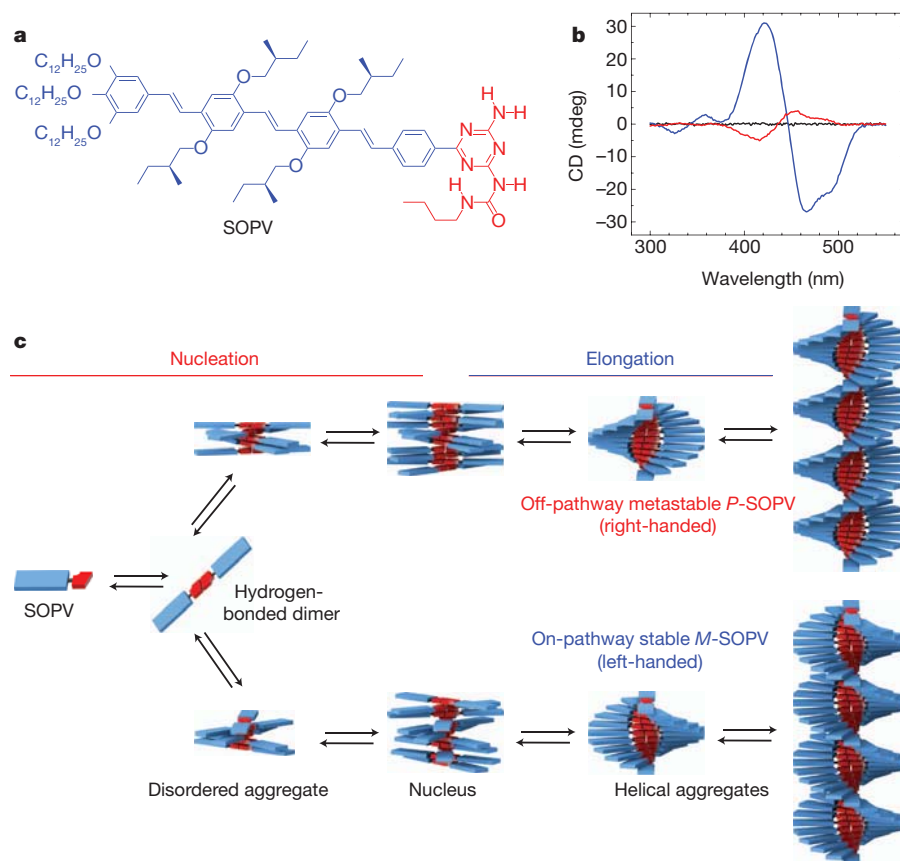 a
C₁₂H₂₅O
C₁₂H₂₅O
C₁₂H₂₅O
O
O
O
O
H
N-H
N
N
N
H
N-H
N
O
SOPV
b
30
20
10
0
−10
−20
−30
CD (mdeg)
300
400
500
Wavelength (nm)
c
Nucleation
Elongation
Off-pathway metastable P-SOPV
(right-handed)
SOPV
Hydrogen-
bonded dimer
On-pathway stable M-SOPV
(left-handed)
Disordered aggregate
Nucleus
Helical aggregates